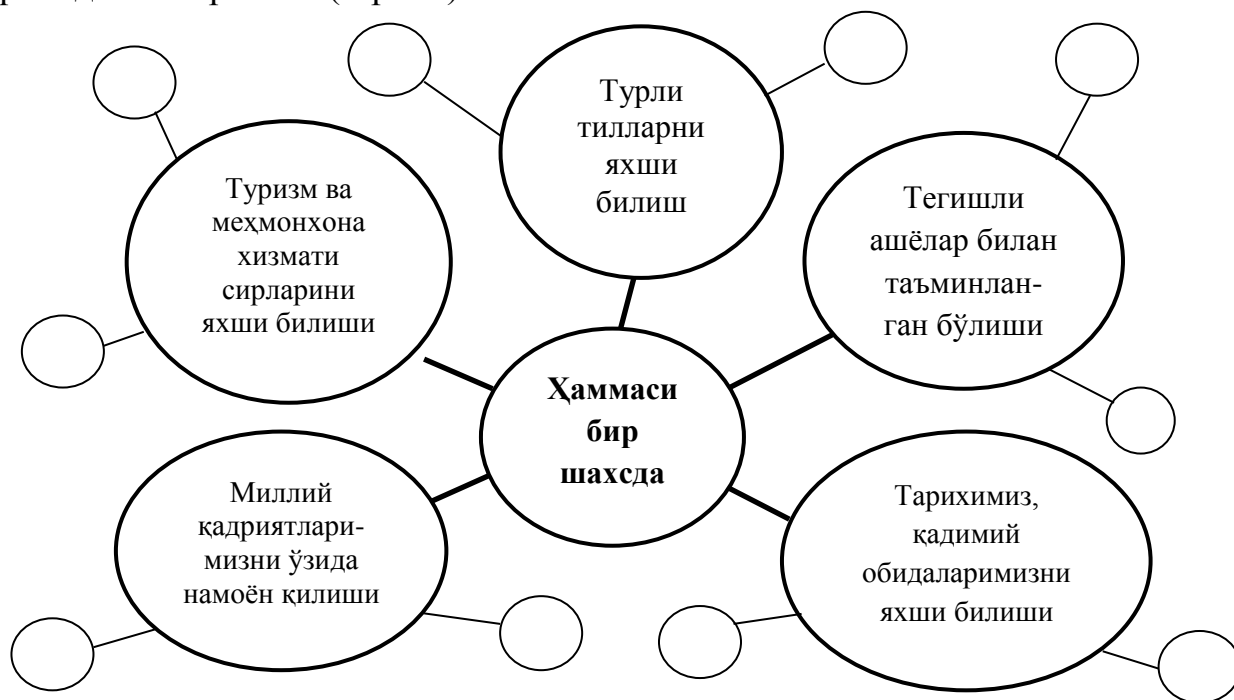 Турли
тилларни
яхши
билиш
Туризм ва
меҳмонхона
хизмати
сирларини
яхши билиши
Тегишли
ашёлар билан
таъминлан-
ган бўлиши
Ҳаммаси
бир
шахсда
Миллий
қадриятлари-
мизни ўзида
намоён қилиши
Тарихимиз,
қадимий
обидаларимизни
яхши билиши